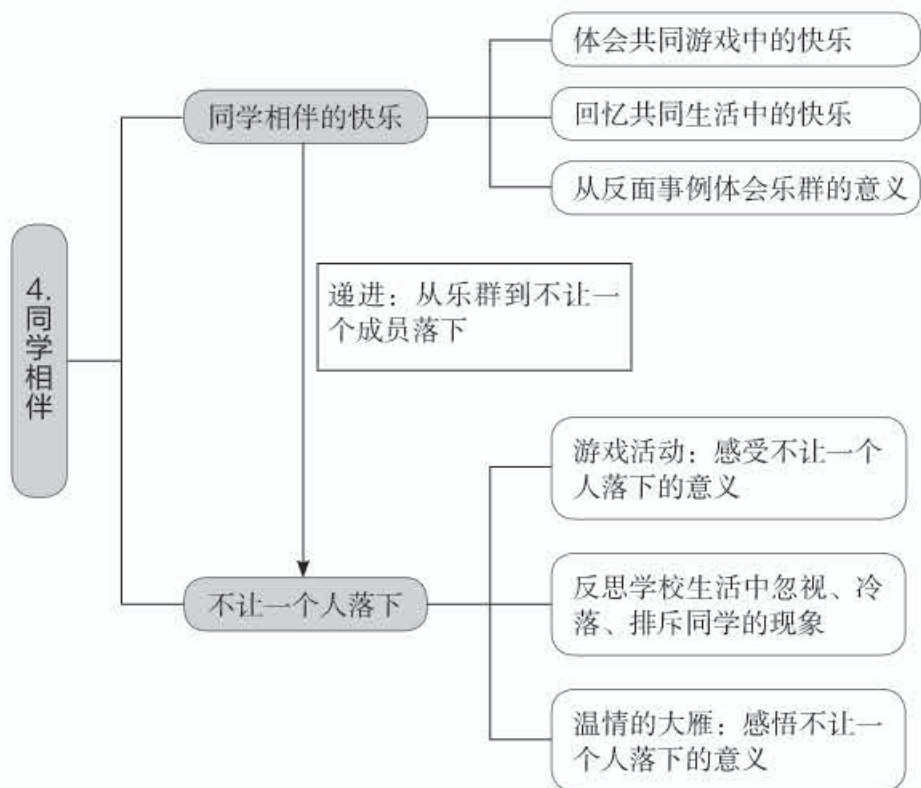 4.同学相伴
同学相伴的快乐
体会共同游戏中的快乐
回忆共同生活中的快乐
从反面事例体会乐群的意义
递进：从乐群到不让一
个成员落下
不让一个人落下
游戏活动：感受不让一个
人落下的意义
反思学校生活中忽视、冷
落、排斥同学的现象
温情的大雁：感悟不让一
个人落下的意义